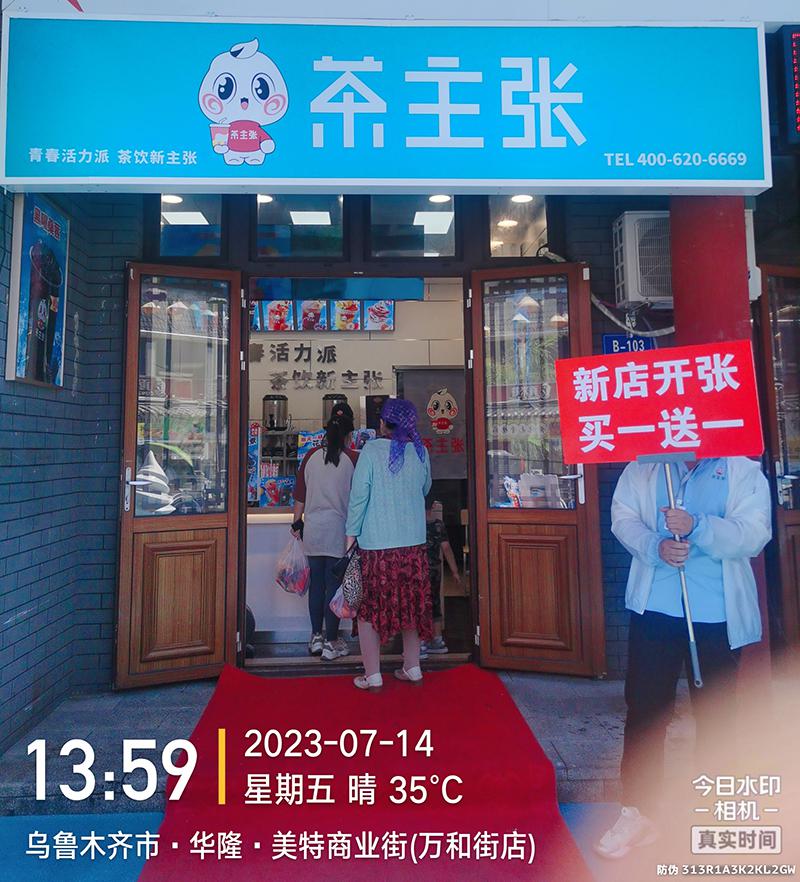 茶主张
茶主张
青春活力派 茶饮新主张
TEL 400-620-6669
B-103
春活力派
茶饮新主张
新店开张
买一送一
13:59
2023-07-14
星期五 晴 35°C
乌鲁木齐市·华隆·美特商业街(万和街店)
今日水印
-相机-
真实时间
防伪 313R1A3K2KL2GW